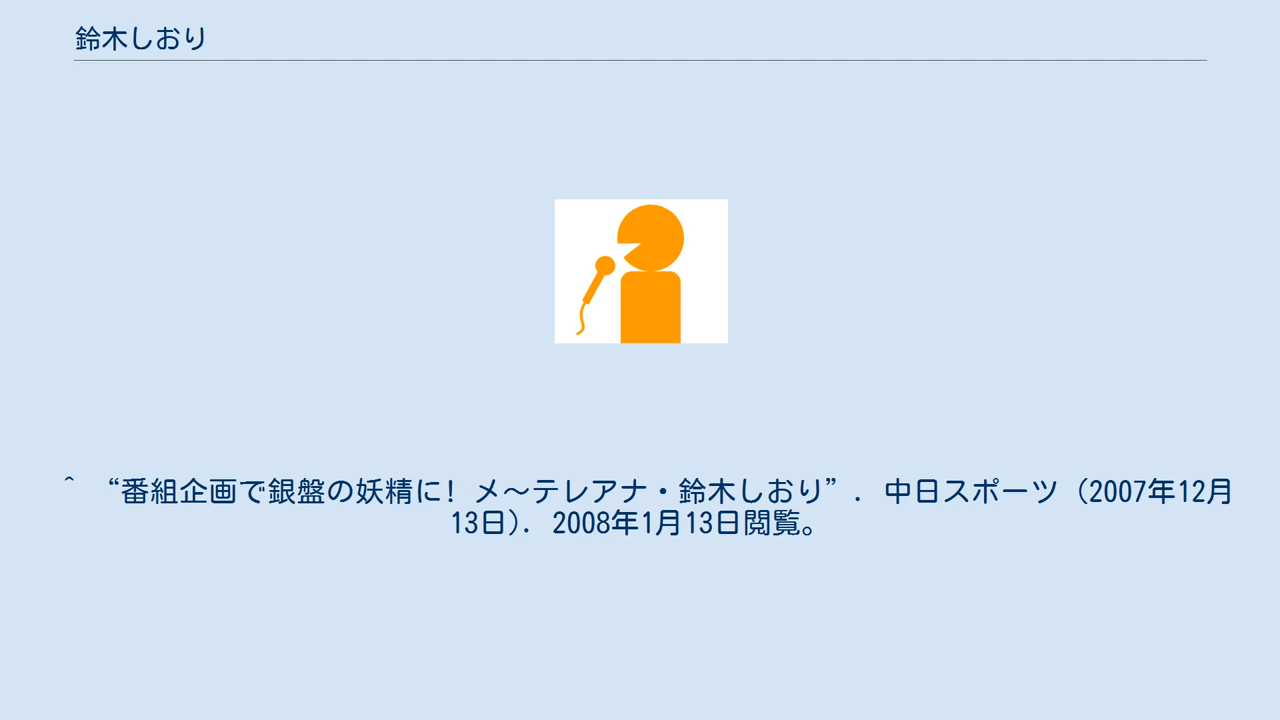 鈴木しおり
^ “番組企画で銀盤の妖精に! メ〜テレアナ・鈴木しおり”. 中日スポーツ (2007年12月
13日). 2008年1月13日閲覧。